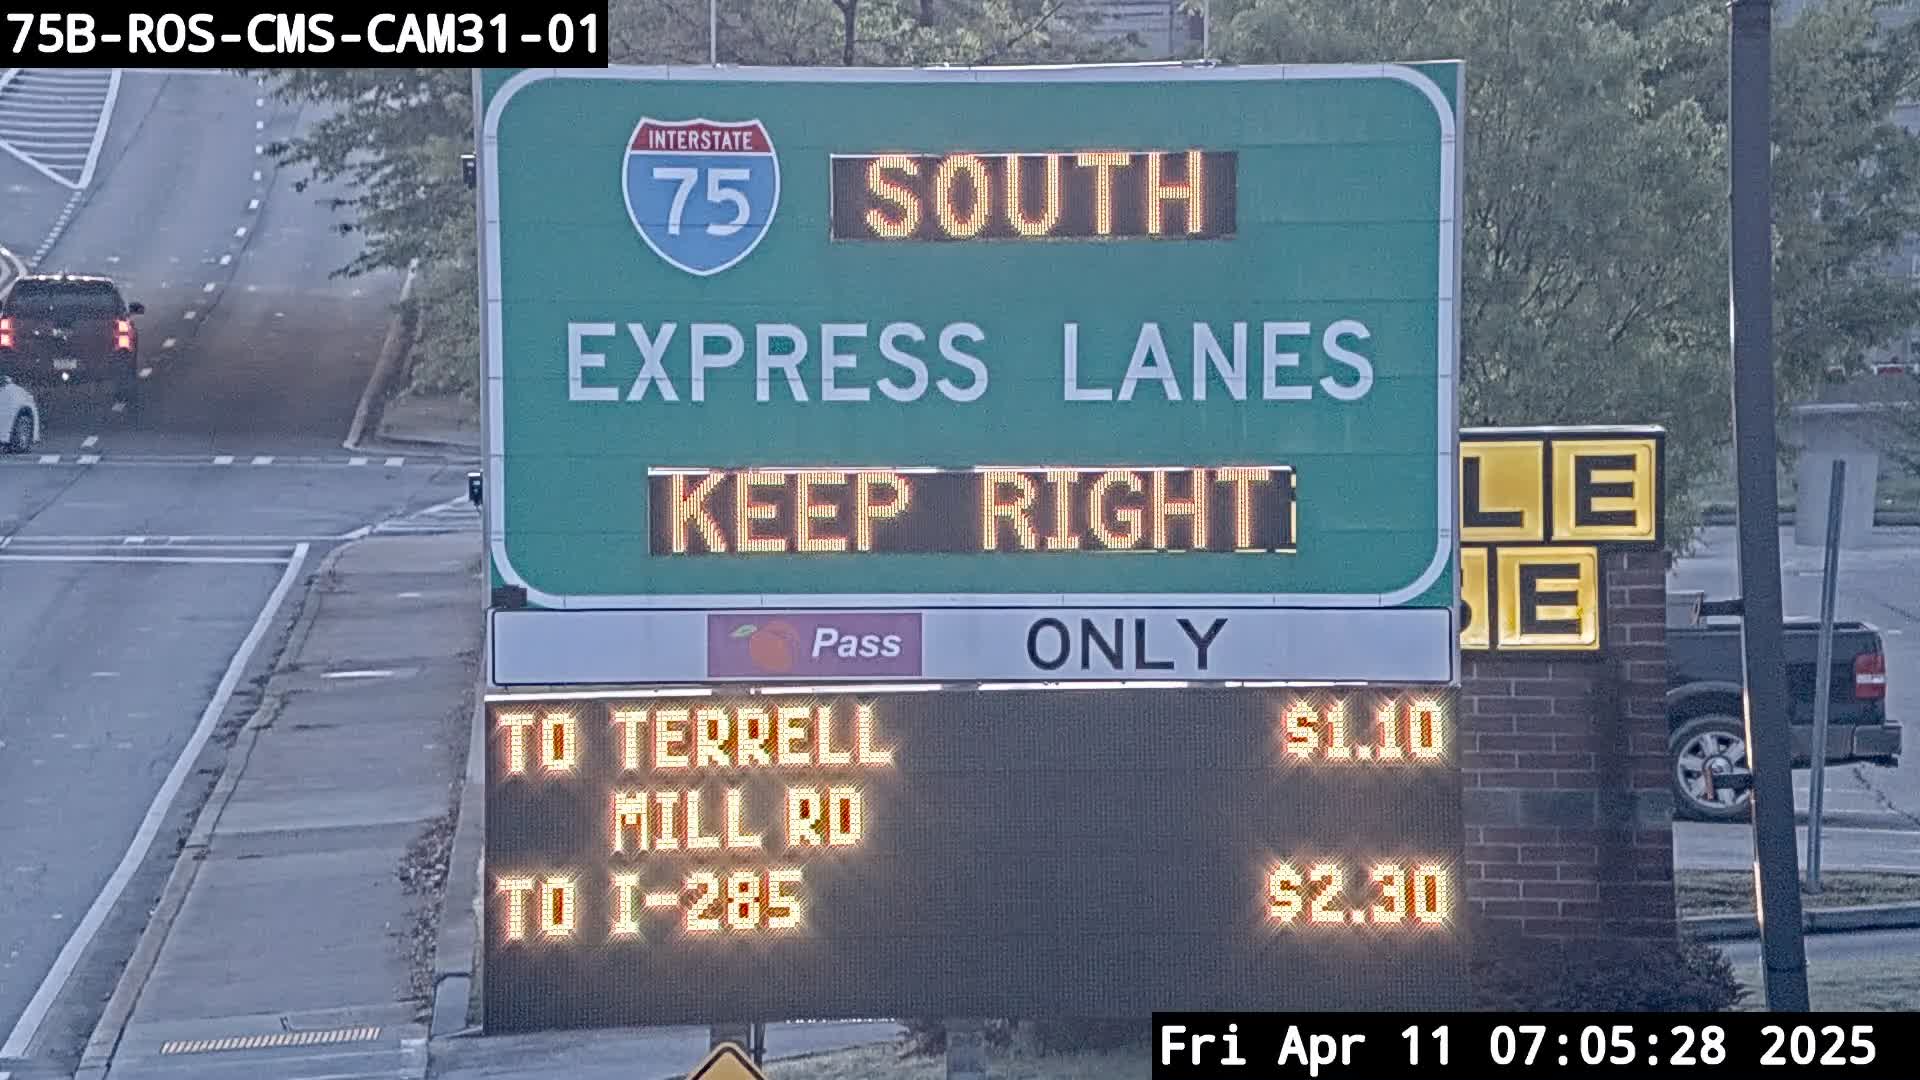 75B-ROS-CMS-CAM31-01
INTERSTATE
75
SOUTH
EXPRESS LANES
KEEP RIGHT
Pass ONLY
TO TERRELL $1.10
MILL RD
TO I-285 $2.30
LE
E
Fri Apr 11 07:05:28 2025